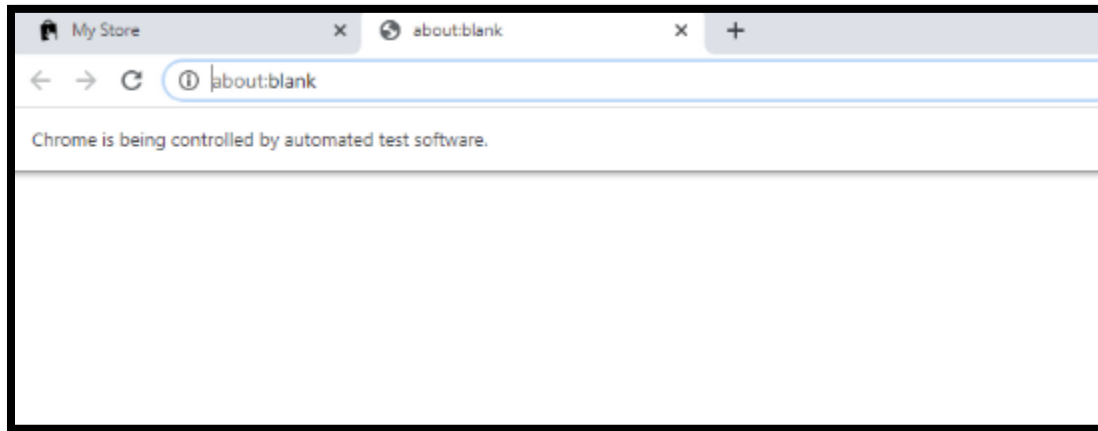 My Store
about:blank
about:blank
Chrome is being controlled by automated test software.